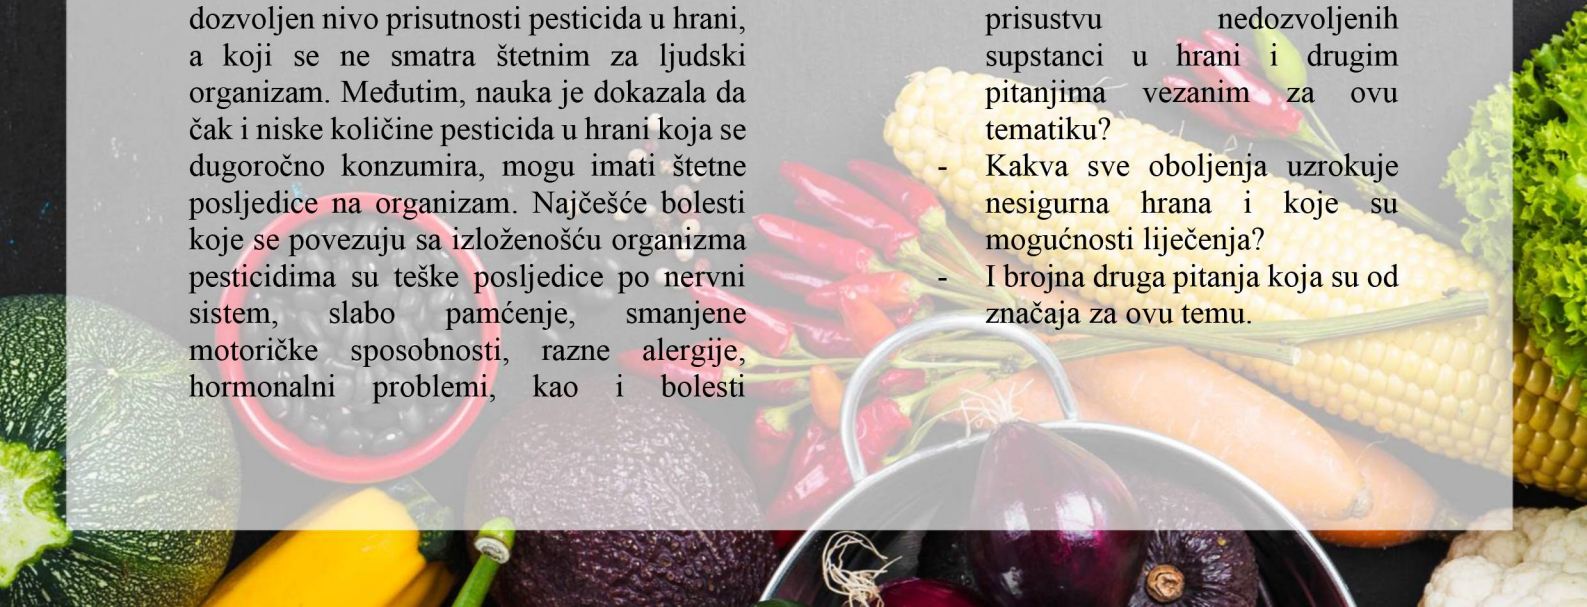 dozvoljen nivo prisutnosti pesticida u hrani,
a koji se ne smatra štetnim za ljudski
organizam. Međutim, nauka je dokazala da
čak i niske količine pesticida u hrani koja se
dugoročno konzumira, mogu imati štetne
posljedice na organizam. Najčešće bolesti
koje se povezuju sa izloženošću organizma
pesticidima su teške posljedice po nervni
sistem, slabo pamćenje, smanjene
motoričke sposobnosti, razne alergije,
hormonalni problemi, kao i bolesti
prisustvu nedozvoljenih
supstanci u hrani i drugim
pitanjima vezanim za ovu
tematiku?
- Kakva sve oboljenja uzrokuje
nesigurna hrana i koje su
mogućnosti liječenja?
- I brojna druga pitanja koja su od
značaja za ovu temu.